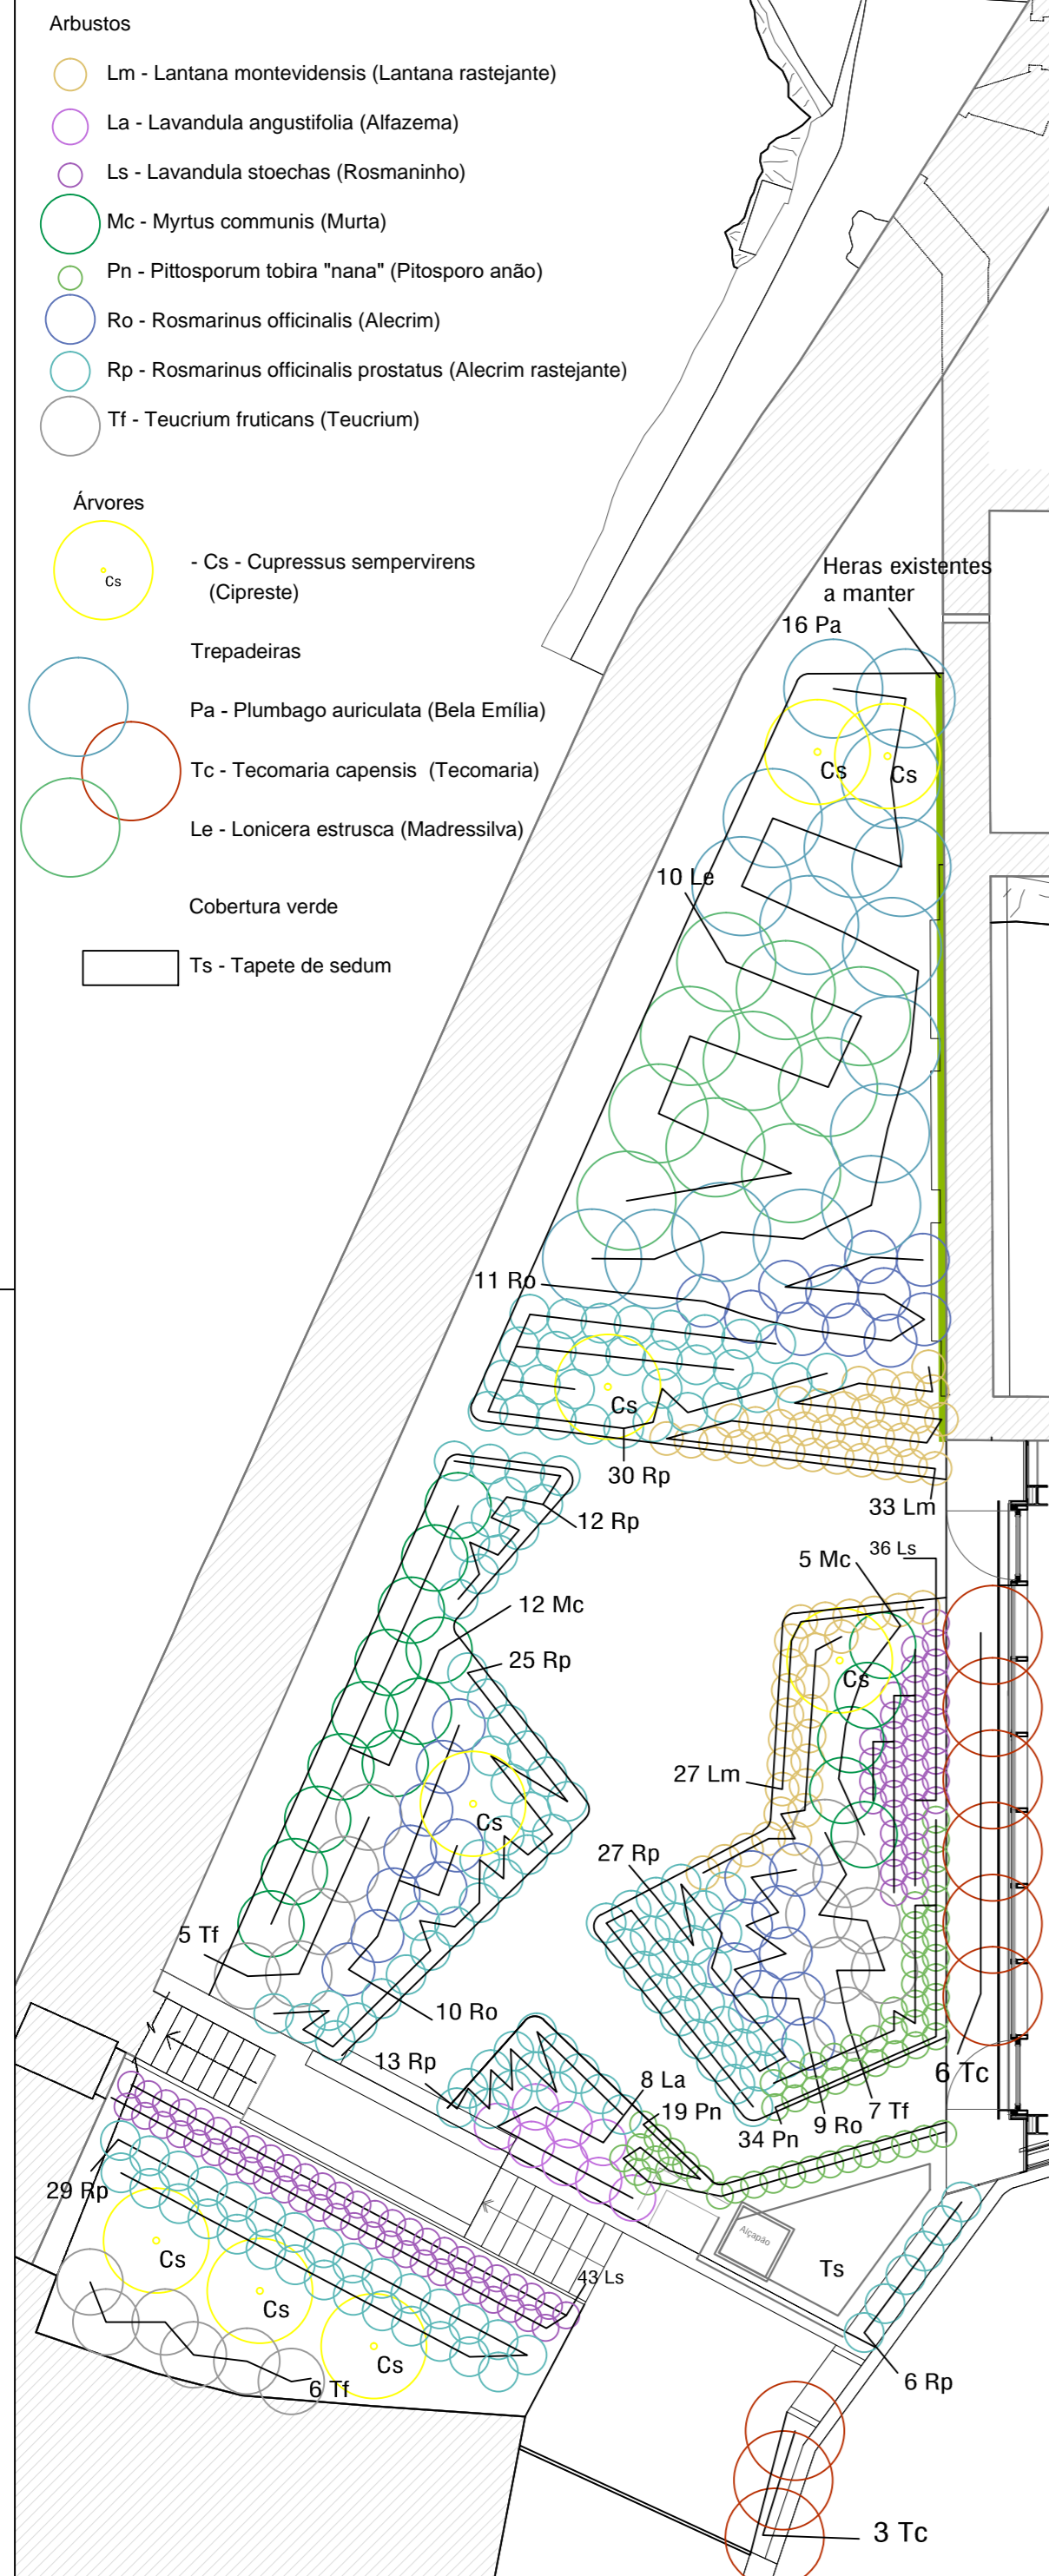 Arbustos
Lm - Lantana montevidensis (Lantana rastejante)
La - Lavandula angustifolia (Alfazema)
Ls - Lavandula stoechas (Rosmaninho)
Mc - Myrtus communis (Murta)
Pn - Pittosporum tobira "nana" (Pitosporo anão)
Ro - Rosmarinus officinalis (Alecrim)
Rp - Rosmarinus officinalis prostatus (Alecrim rastejante)
Tf - Teucrium fruticans (Teucrium)
Árvores
Cs
- Cs - Cupressus sempervirens
(Cipreste)
Trepadeiras
Pa - Plumbago auriculata (Bela Emília)
Tc - Tecomaria capensis (Tecomaria)
Le - Lonicera estrusca (Madressilva)
Cobertura verde
Ts - Tapete de sedum
Heras existentes
a manter
16 Pa
Cs
Cs
10 Le
11 Ro
Cs
30 Rp
33 Lm
12 Rp
36 Ls
5 Mc
12 Mc
25 Rp
Cs
27 Lm
Cs
27 Rp
5 Tf
10 Ro
13 Rp
8 La
6 Tc
19 Pn
7 Tf
9 Ro
34 Pn
29 Rp
Alçapão
Cs
Ts
43 Ls
Cs
Cs
6 Rp
6 Tf
3 Tc